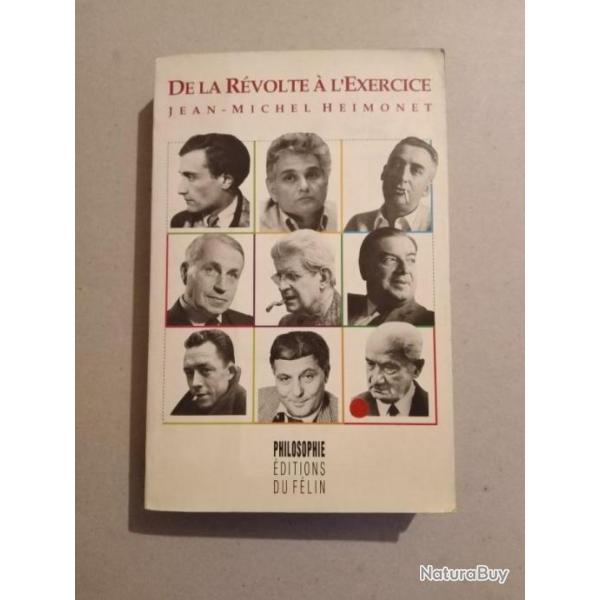 DE LA RÉVOLTE À L'EXERCICE
JEAN-MICHEL HEIMONET
PHILOSOPHIE
ÉDITIONS
DU FÉLIN
NaturaBuy